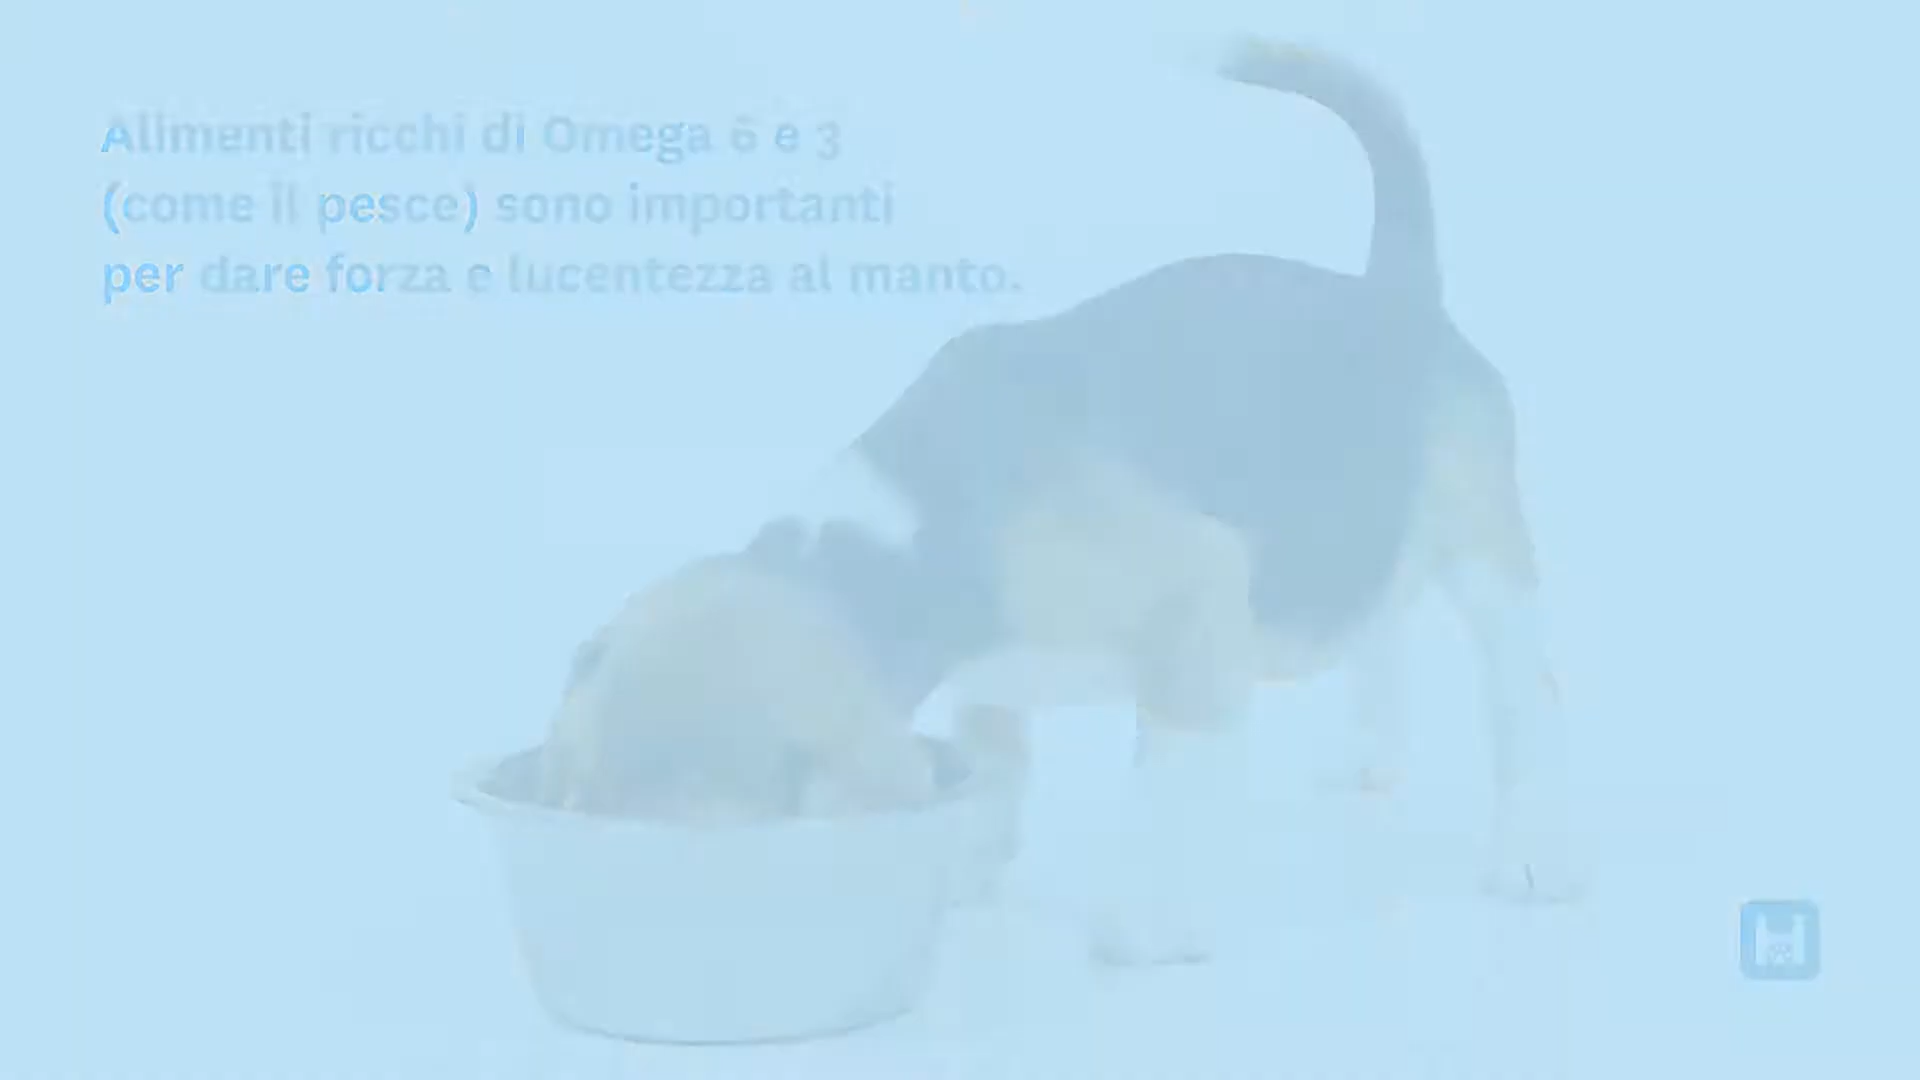 Alimenti ricchi di Omega 6 e 3
(come il pesce) sono importanti
per dare forza e lucentezza al manto.